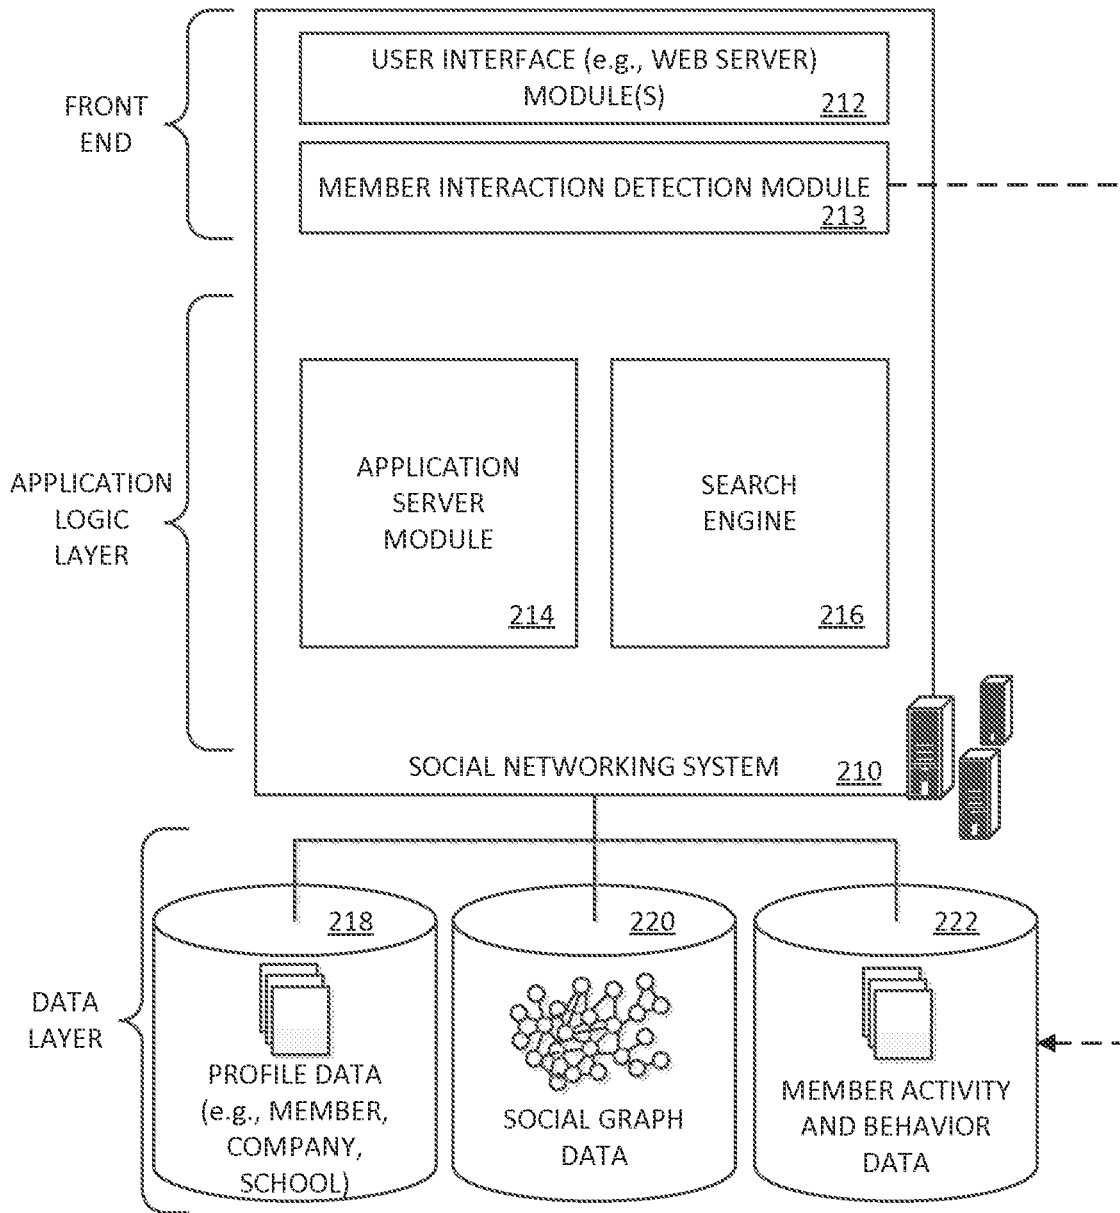 USER INTERFACE (e.g., WEB SERVER)
MODULE(S)
212
FRONT
END
MEMBER INTERACTION DETECTION MODULE
213
APPLICATION
LOGIC
LAYER
APPLICATION
SERVER
MODULE
214
SEARCH
ENGINE
216
SOCIAL NETWORKING SYSTEM
210
DATA
LAYER
218
PROFILE DATA
(e.g., MEMBER,
COMPANY,
SCHOOL)
220
SOCIAL GRAPH
DATA
222
MEMBER ACTIVITY
AND BEHAVIOR
DATA